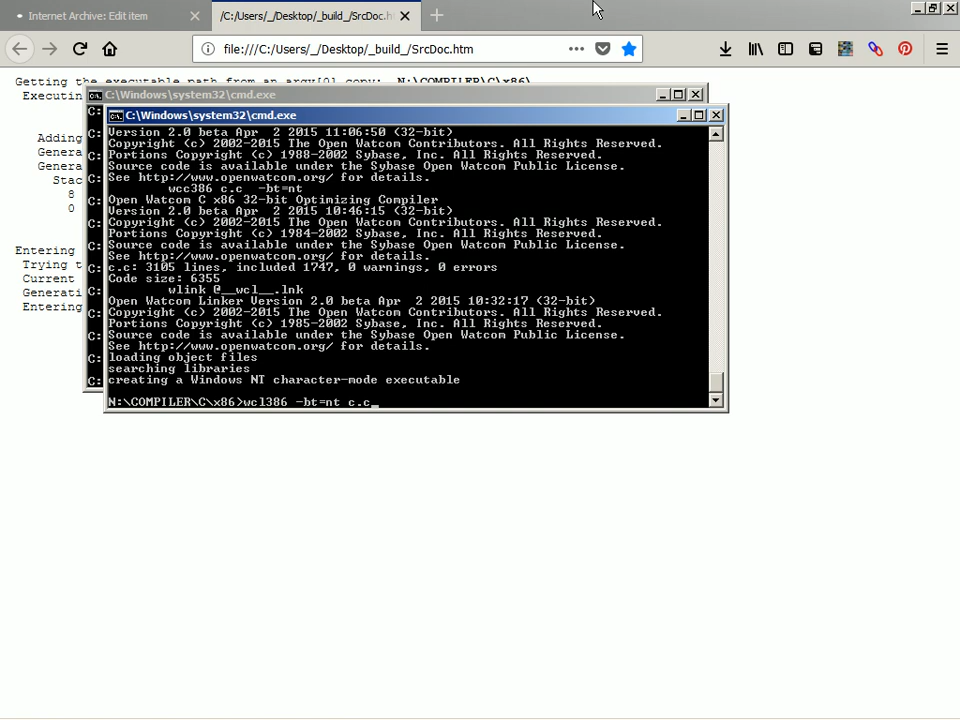 Internet Archive: Edit item
/C:/Users/_/Desktop/_build_/SrcDoc.h
file:///C:/Users/_/Desktop/_build_/SrcDoc.htm
Getting the executable path from an argv[0] copy: N:\COMPILER\C\x86\
Executin
Adding
Genera
Genera
Stac
8
0
Entering
Trying t
Current
Generati
Entering
C:\Windows\system32\cmd.exe
C:
C:
C:
C:
C:
C:
C:
C:
C:
C:
C:
C:
C:
C:\Windows\system32\cmd.exe
Version 2.0 beta Apr  2 2015 11:06:50 (32-bit)
Copyright (c) 2002-2015 The Open Watcom Contributors. All Rights Reserved.
Portions Copyright (c) 1988-2002 Sybase, Inc. All Rights Reserved.
Source code is available under the Sybase Open Watcom Public License.
See http://www.openwatcom.org/ for details.
wcc386 c.c  -bt=nt
Open Watcom C x86 32-bit Optimizing Compiler
Version 2.0 beta Apr  2 2015 10:46:15 (32-bit)
Copyright (c) 2002-2015 The Open Watcom Contributors. All Rights Reserved.
Portions Copyright (c) 1984-2002 Sybase, Inc. All Rights Reserved.
Source code is available under the Sybase Open Watcom Public License.
See http://www.openwatcom.org/ for details.
c.c: 3105 lines, included 1747, 0 warnings, 0 errors
Code size: 6355
wlink @__wcl__.lnk
Open Watcom Linker Version 2.0 beta Apr  2 2015 10:32:17 (32-bit)
Copyright (c) 2002-2015 The Open Watcom Contributors. All Rights Reserved.
Portions Copyright (c) 1985-2002 Sybase, Inc. All Rights Reserved.
Source code is available under the Sybase Open Watcom Public License.
See http://www.openwatcom.org/ for details.
loading object files
searching libraries
creating a Windows NT character-mode executable
N:\COMPILER\C\x86>wcl386 -bt=nt c.c_